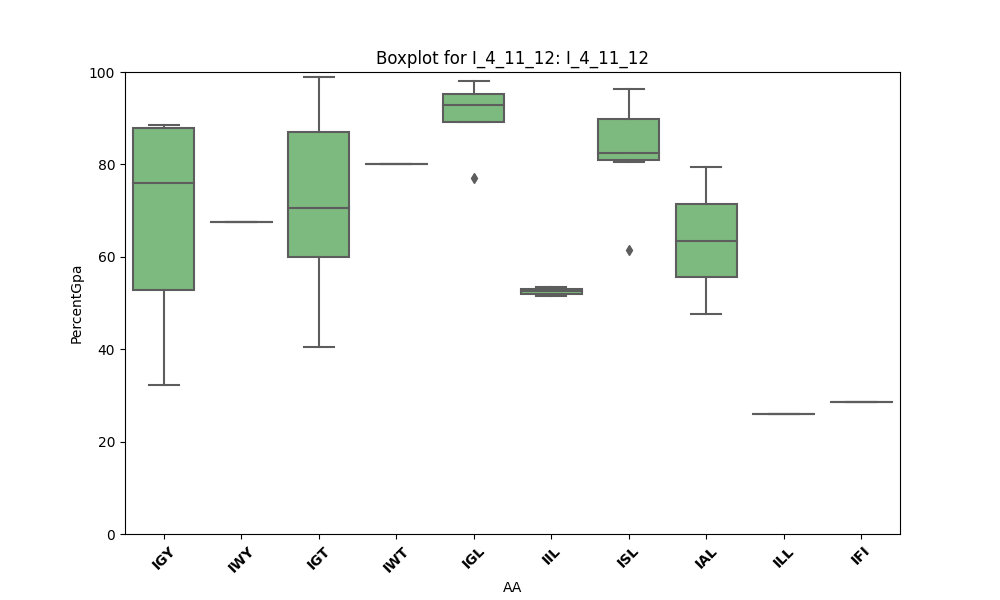 Boxplot for I_4_11_12: I_4_11_12
100
80
60
40
20
0
PercentGpa
IGY
IWY
IGT
IWT
IGL
IIL
ISL
IAL
ILL
IFI
AA